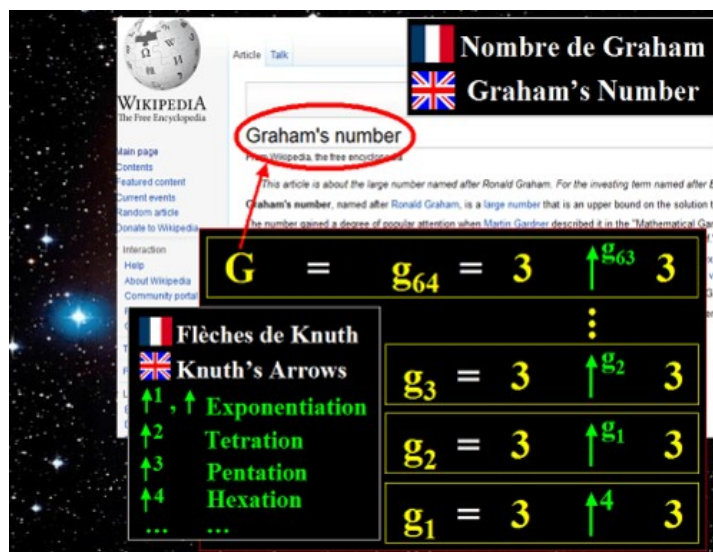 Nombre de Graham
Graham's Number
WIKIPEDIA
The Free Encyclopedia
Main page
Contents
Featured content
Current events
Random article
Donate to Wikipedia
Interaction
Help
About Wikipedia
Community portal
Article Talk
Graham's number
From Wikipedia, the free encyclopedia
This article is about the large number named after Ronald Graham. For the investing term named after
Graham's number, named after Ronald Graham, is a large number that is an upper bound on the solution
The number gained a degree of popular attention when Martin Gardner described it in the "Mathematical
G = g₆₄ = 3 ↑^g₆₃ 3
⋮
g₃ = 3 ↑^g₂ 3
g₂ = 3 ↑^g₁ 3
g₁ = 3 ↑⁴ 3
Flèches de Knuth
Knuth's Arrows
↑¹ , ↑ Exponentiation
↑² Tetration
↑³ Pentation
↑⁴ Hexation
... ...